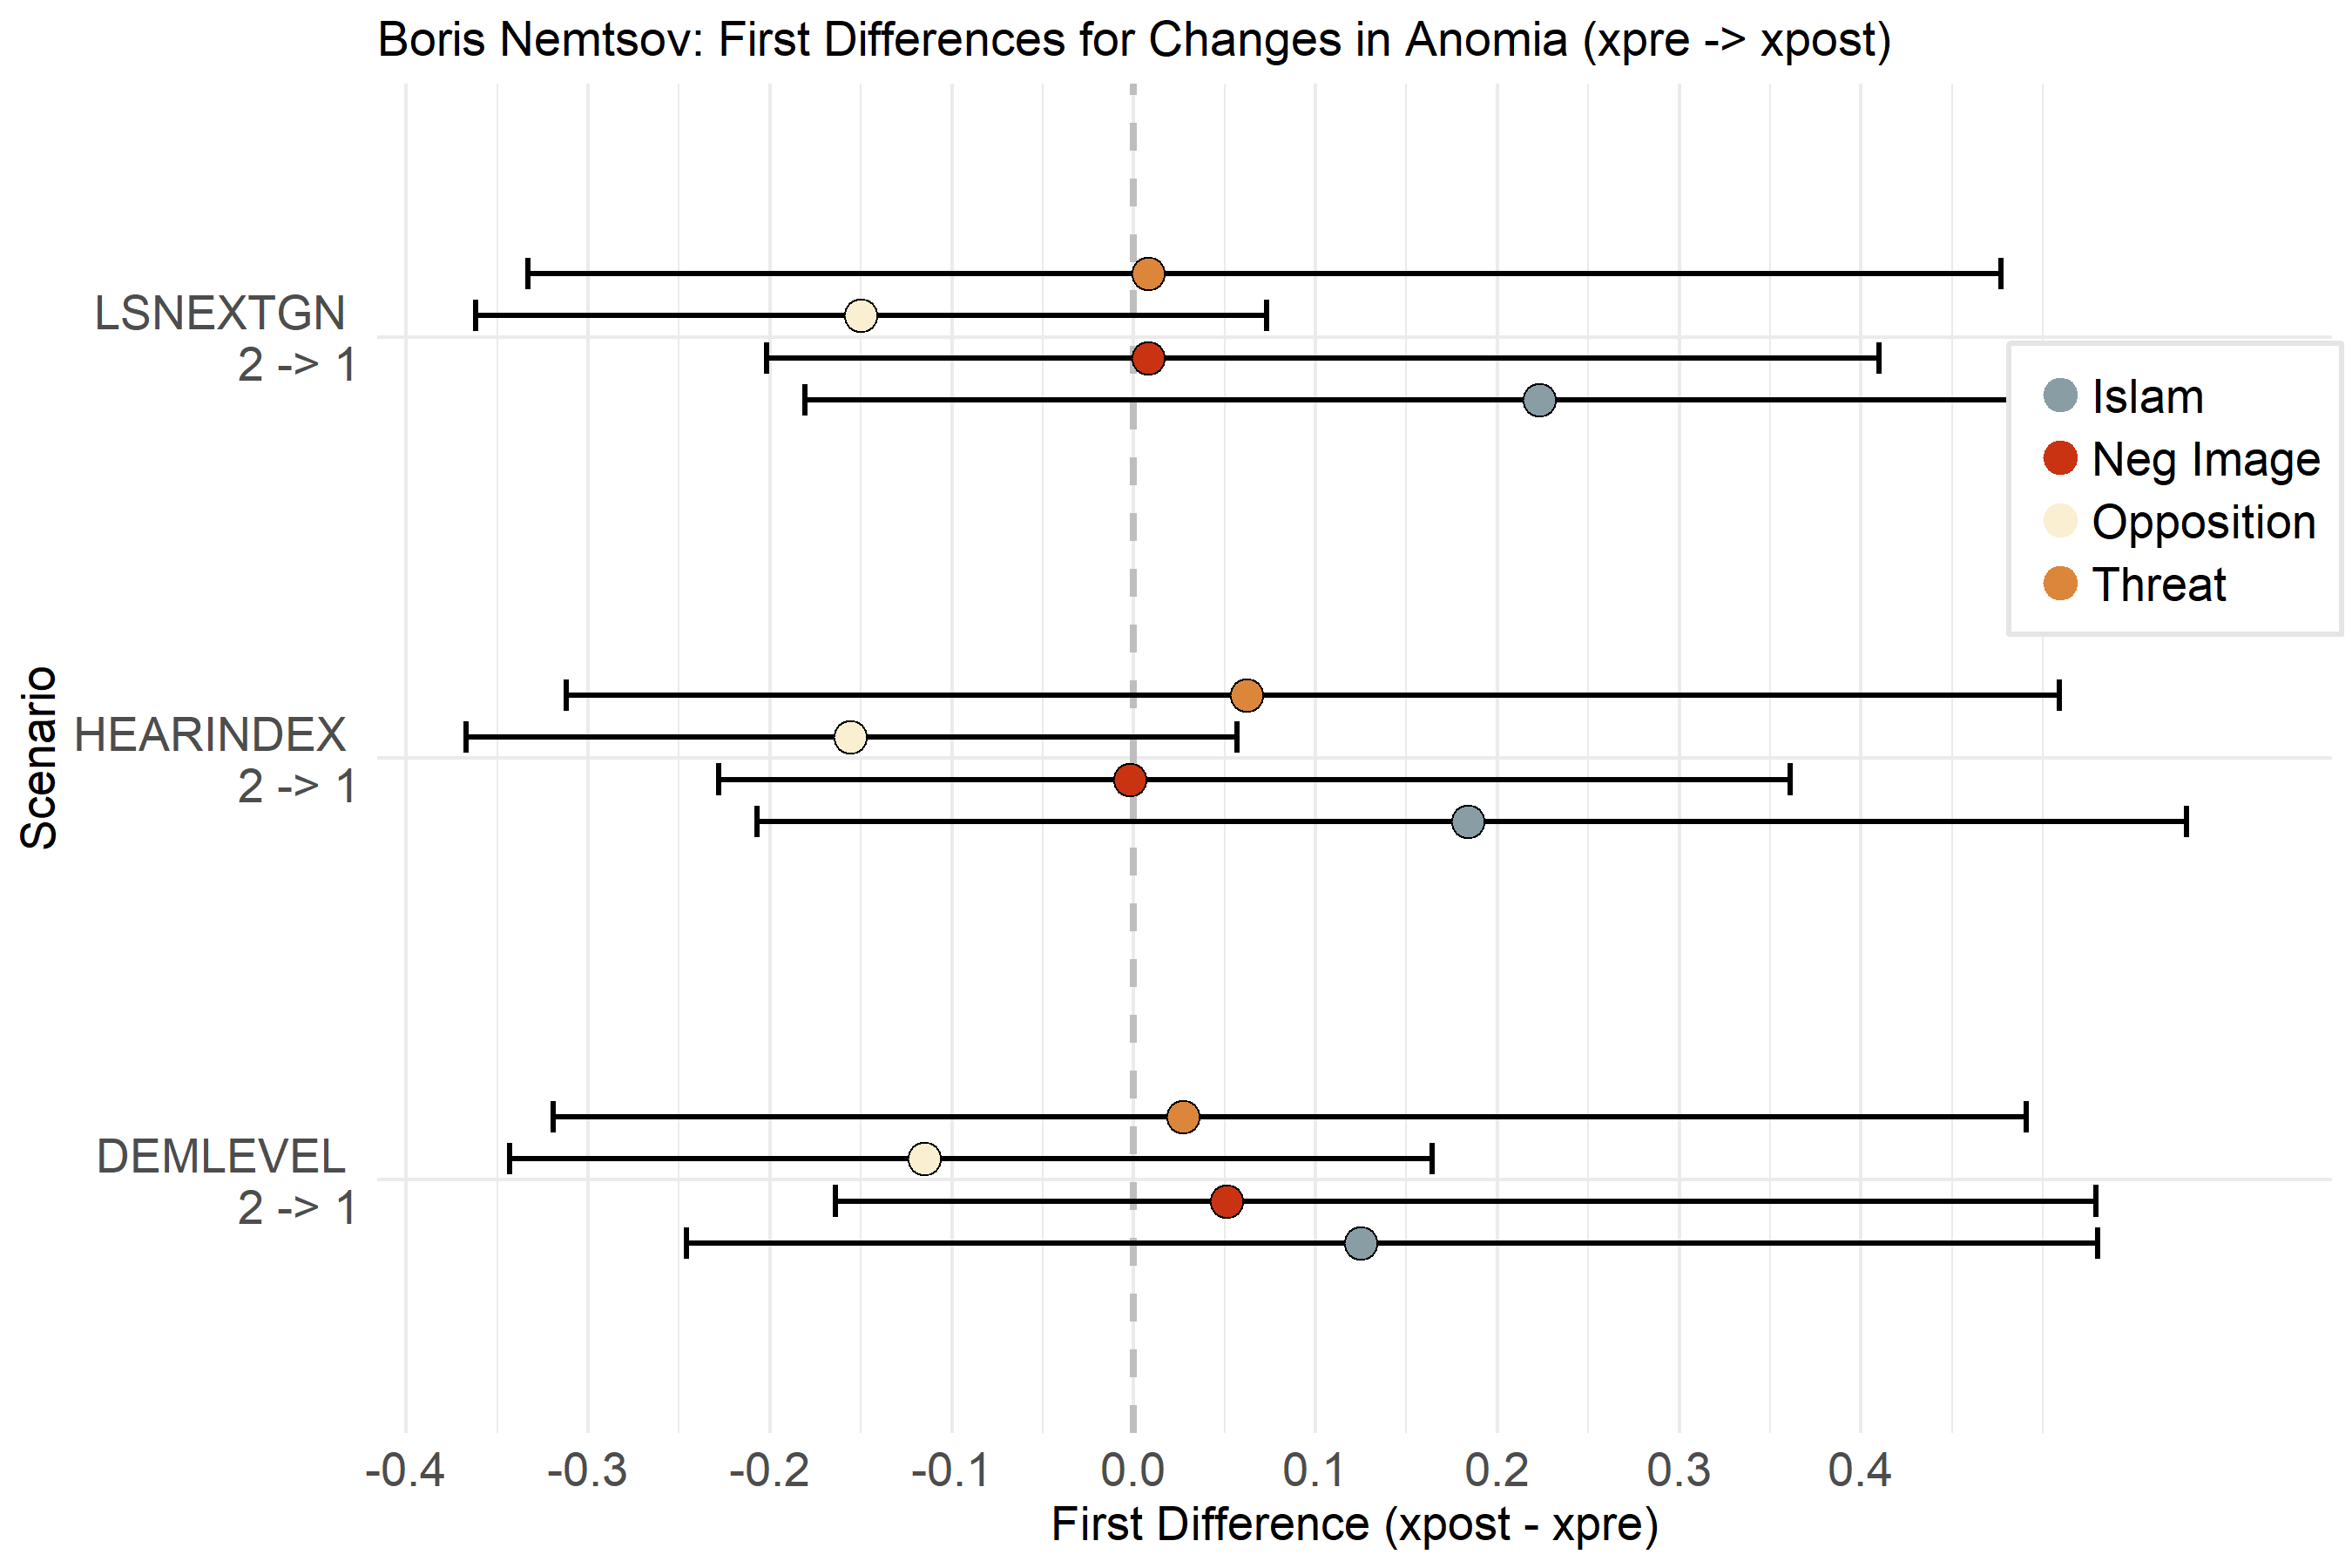 Boris Nemtsov: First Differences for Changes in Anomia (xpre -> xpost)
Scenario
LSNEXTGN
2 -> 1
HEARINDEX
2 -> 1
DEMLEVEL
2 -> 1
Islam
Neg Image
Opposition
Threat
-0.4 -0.3 -0.2 -0.1 0.0 0.1 0.2 0.3 0.4
First Difference (xpost - xpre)